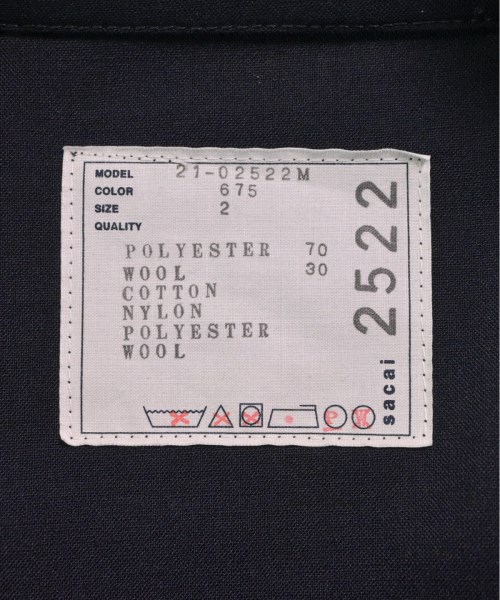 MODEL 21-02522M
COLOR 675
SIZE 2
QUALITY
POLYESTER 70
WOOL 30
COTTON
NYLON
POLYESTER
WOOL
sacai 2522
P W